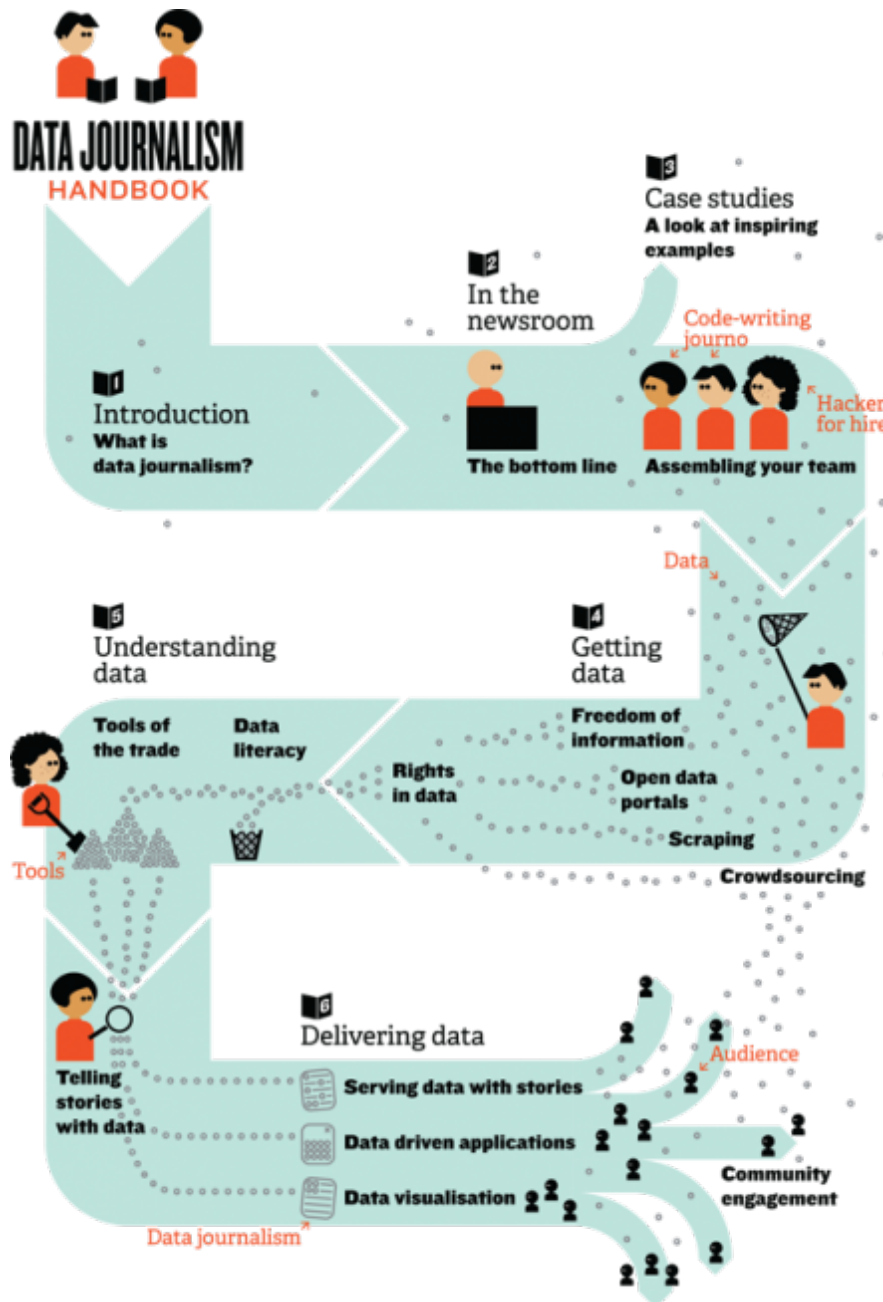 DATA JOURNALISM
HANDBOOK
1
Introduction
What is
data journalism?
2
In the
newsroom
The bottom line
3
Case studies
A look at inspiring
examples
Code-writing
journo
Hacker
for hire
Assembling your team
Data
4
Getting
data
Freedom of
information
Open data
portals
Scraping
Crowdsourcing
Rights
in data
5
Understanding
data
Tools of
the trade
Data
literacy
Tools
Telling
stories
with data
6
Delivering data
Serving data with stories
Data driven applications
Data visualisation
Data journalism
Audience
Community
engagement